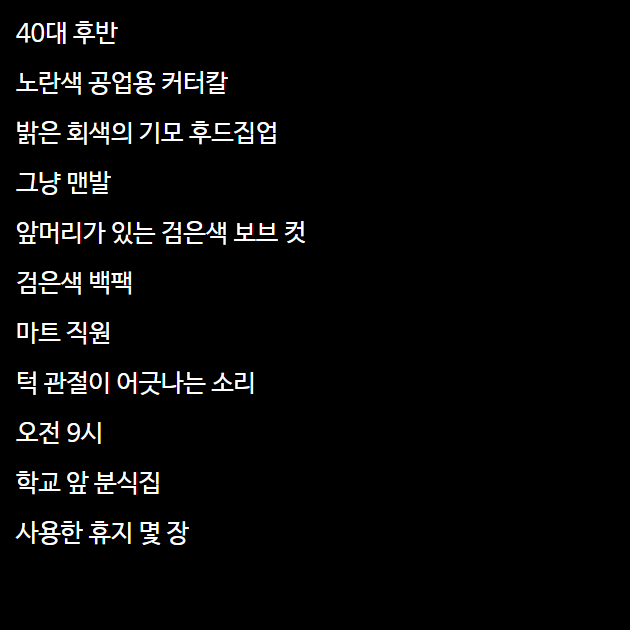 40대 후반
노란색 공업용 커터칼
밝은 회색의 기모 후드집업
그냥 맨발
앞머리가 있는 검은색 보브 컷
검은색 백팩
마트 직원
턱 관절이 어긋나는 소리
오전 9시
학교 앞 분식집
사용한 휴지 몇 장